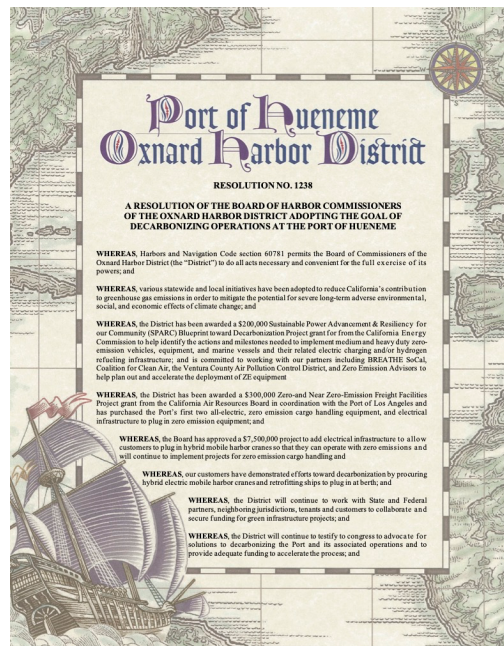 Port of Hueneme
Oxnard Harbor District
RESOLUTION NO. 1238
A RESOLUTION OF THE BOARD OF HARBOR COMMISSIONERS
OF THE OXNARD HARBOR DISTRICT ADOPTING THE GOAL OF
DECARBONIZING OPERATIONS AT THE PORT OF HUENEME
WHEREAS, Harbors and Navigation Code section 60781 permits the Board of Commissioners of the
Oxnard Harbor District (the “District”) to do all acts necessary and convenient for the full exercise of its
powers; and
WHEREAS, various statewide and local initiatives have been adopted to reduce California’s contribution
to greenhouse gas emissions in order to mitigate the potential for severe long-term adverse environmental,
social, and economic effects of climate change; and
WHEREAS, the District has been awarded a $200,000 Sustainable Power Advancement & Resiliency for
our Community (SPARC) Blueprint toward Decarbonization Project grant for from the California Energy
Commission to help identify the actions and milestones needed to implement medium and heavy duty zero-
emission vehicles, equipment, and marine vessels and their related electric charging and/or hydrogen
refueling infrastructure; and is committed to working with our partners including BREATHE SoCal,
Coalition for Clean Air, the Ventura County Air Pollution Control District, and Zero Emission Advisors to
help plan out and accelerate the deployment of ZE equipment
WHEREAS, the District has been awarded a $300,000 Zero-and Near Zero-Emission Freight Facilities
Project grant from the California Air Resources Board in coordination with the Port of Los Angeles and
has purchased the Port’s first two all-electric, zero emission cargo handling equipment, and electrical
infrastructure to plug in zero emission equipment; and
WHEREAS, the Board has approved a $7,500,000 project to add electrical infrastructure to allow
customers to plug in hybrid mobile harbor cranes so that they can operate with zero emissions and
will continue to implement projects for zero emission cargo handling and
WHEREAS, our customers have demonstrated efforts toward decarbonization by procuring
hybrid electric mobile harbor cranes and retrofitting ships to plug in at berth; and
WHEREAS, the District will continue to work with State and Federal
partners, neighboring jurisdictions, tenants and customers to collaborate and
secure funding for green infrastructure projects; and
WHEREAS, the District will continue to testify to congress to advocate for
solutions to decarbonizing the Port and its associated operations and to
provide adequate funding to accelerate the process; and